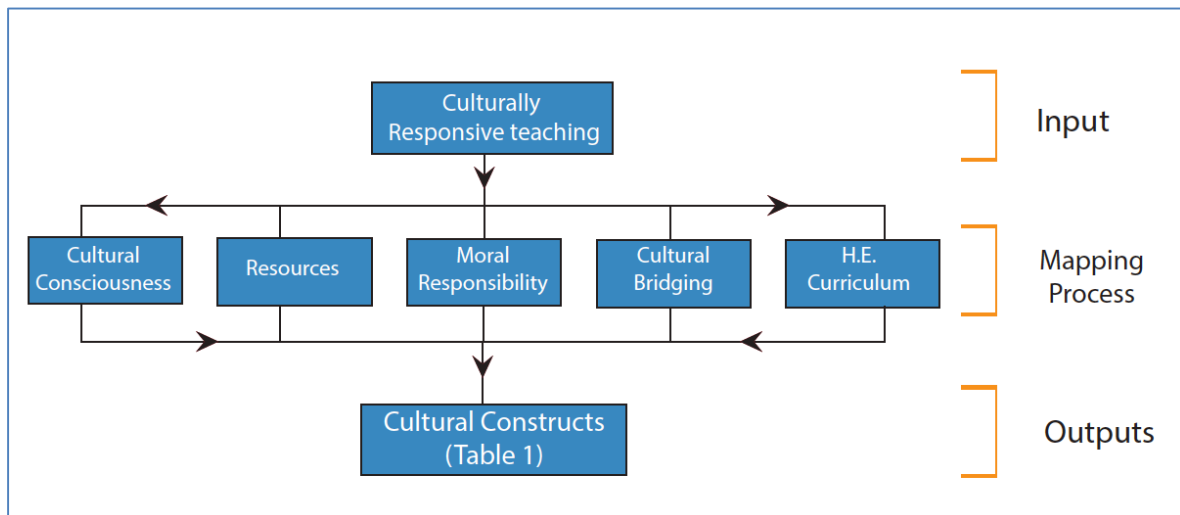 Culturally
Responsive teaching
Input
Cultural
Consciousness
Resources
Moral
Responsibility
Cultural
Bridging
H.E.
Curriculum
Mapping
Process
Cultural Constructs
(Table 1)
Outputs